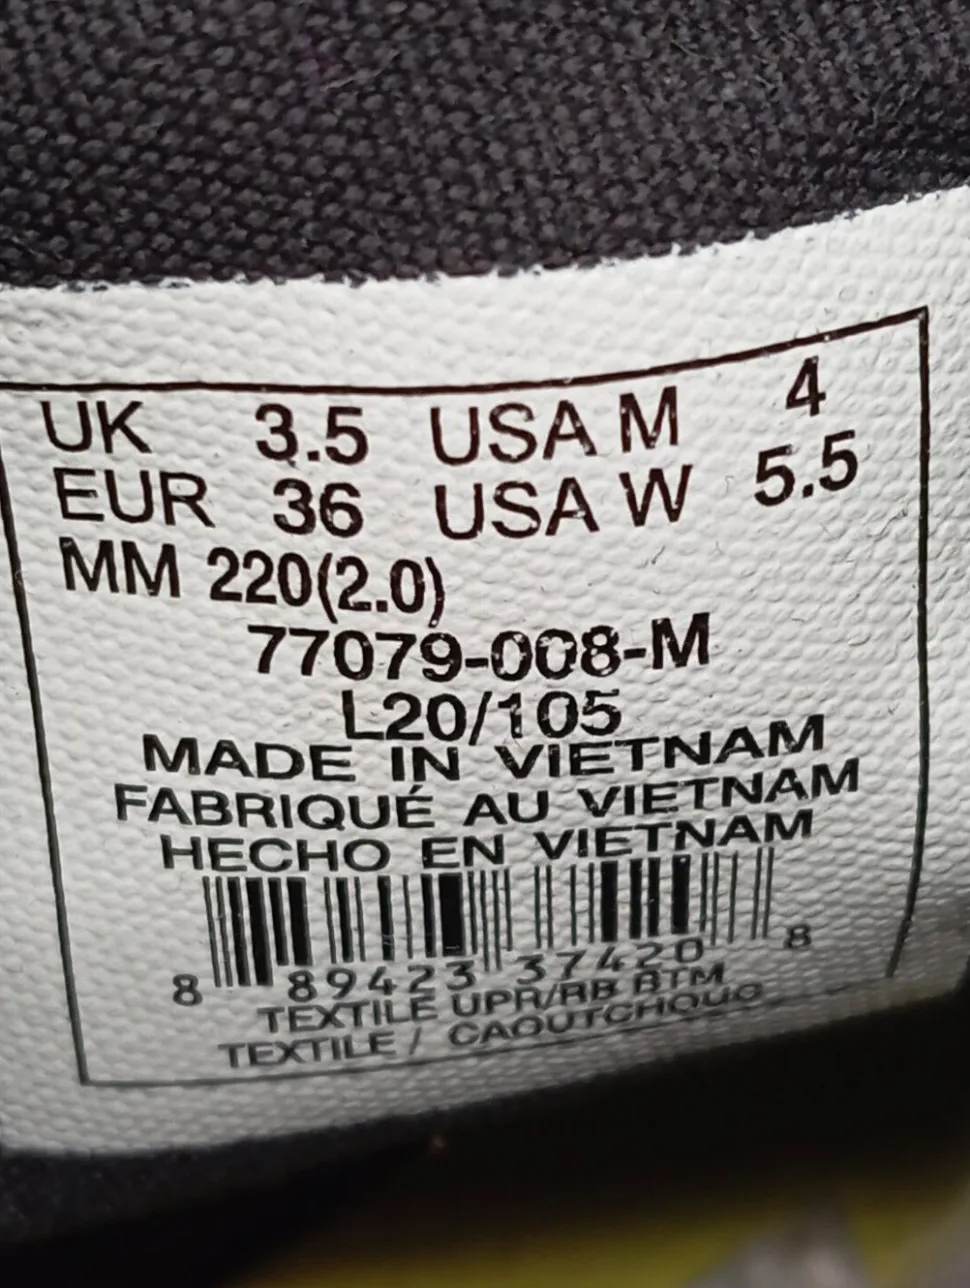 UK 3.5 USA M 4
EUR 36 USA W 5.5
MM 220(2.0)
77079-008-M
L20/105
MADE IN VIETNAM
FABRIQUÉ AU VIETNAM
HECHO EN VIETNAM
8 89423 37420 8
TEXTILE UPR/RB BTM
TEXTILE / CAOUTCHOUC